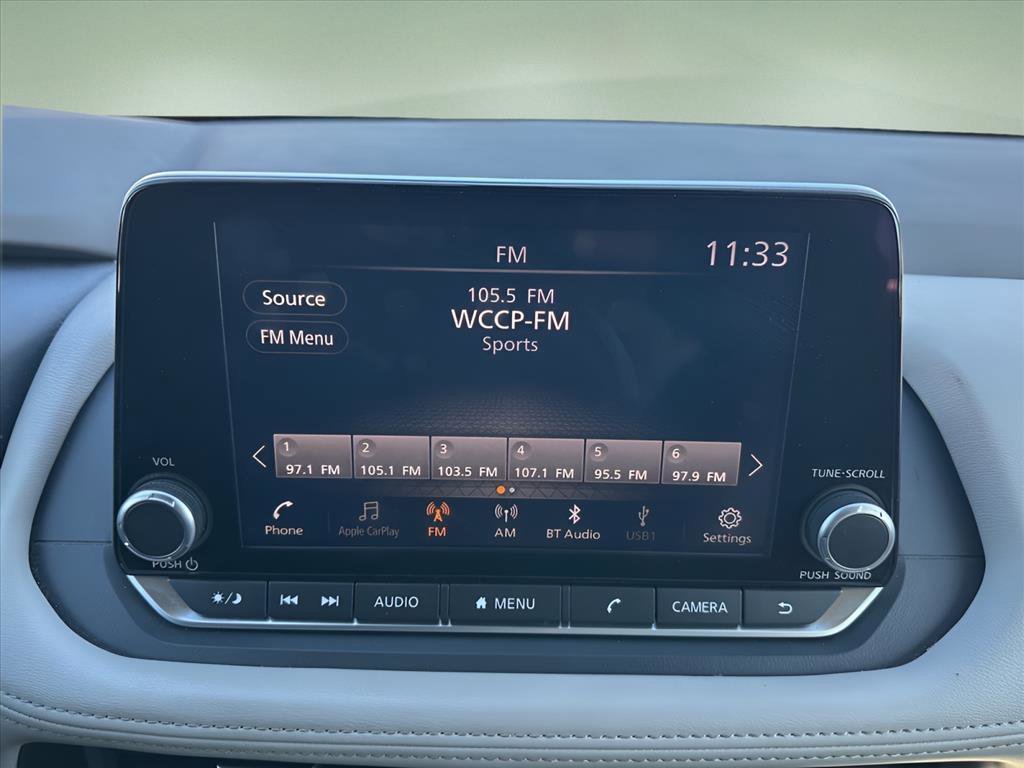 FM
11:33
Source
105.5 FM
WCCP-FM
FM Menu
Sports
1 2 3 4 5 6
97.1 FM 105.1 FM 103.5 FM 107.1 FM 95.5 FM 97.9 FM
VOL
TUNE·SCROLL
Phone Apple CarPlay FM AM BT Audio USB1 Settings
PUSH
PUSH SOUND
AUDIO MENU CAMERA